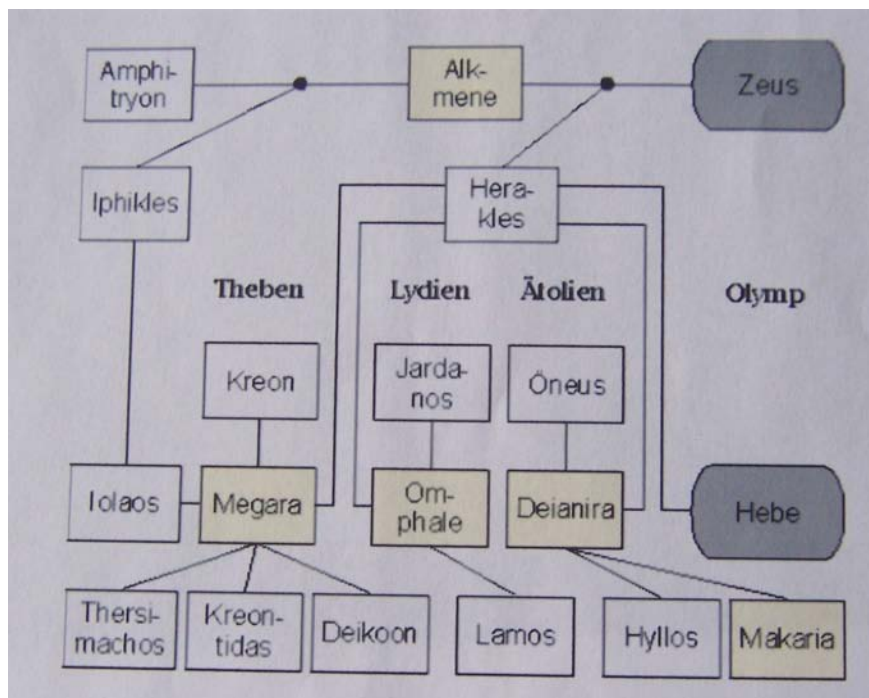 Amphi-
tryon
Alk-
mene
Zeus
Iphikles
Hera-
kles
Theben
Lydien
Ätolien
Olymp
Kreon
Jarda-
nos
Öneus
Iolaos
Megara
Om-
phale
Deianira
Hebe
Thersi-
machos
Kreon-
tidas
Deikoon
Lamos
Hyllos
Makaria